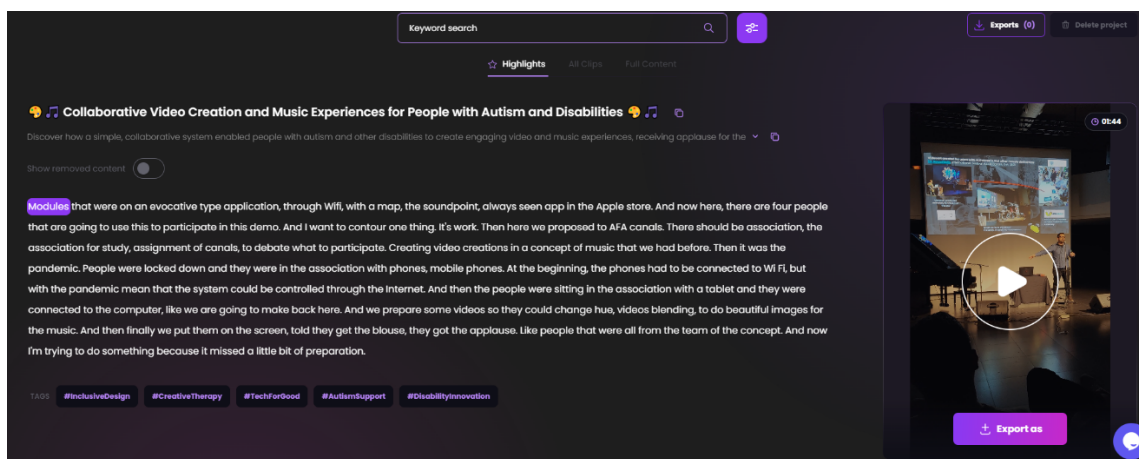 Keyword search
Exports (0)
Delete project
Highlights
All Clips
Full Content
Collaborative Video Creation and Music Experiences for People with Autism and Disabilities
Discover how a simple, collaborative system enabled people with autism and other disabilities to create engaging video and music experiences, receiving applause for the
Show removed content
Modules that were on an evocative type application, through Wifi, with a map, the soundpoint, always seen app in the Apple store. And now here, there are four people
that are going to use this to participate in this demo. And I want to contour one thing. It's work. Then here we proposed to AFA canals. There should be association, the
association for study, assignment of canals, to debate what to participate. Creating video creations in a concept of music that we had before. Then it was the
pandemic. People were locked down and they were in the association with phones, mobile phones. At the beginning, the phones had to be connected to Wi Fi, but
with the pandemic mean that the system could be controlled through the Internet. And then the people were sitting in the association with a tablet and they were
connected to the computer, like we are going to make back here. And we prepare some videos so they could change hue, videos blending, to do beautiful images for
the music. And then finally we put them on the screen, told they get the blouse, they got the applause. Like people that were all from the team of the concept. And now
I'm trying to do something because it missed a little bit of preparation.
TAGS #InclusiveDesign #CreativeTherapy #TechForGood #AutismSupport #DisabilityInnovation
01:44
Export as